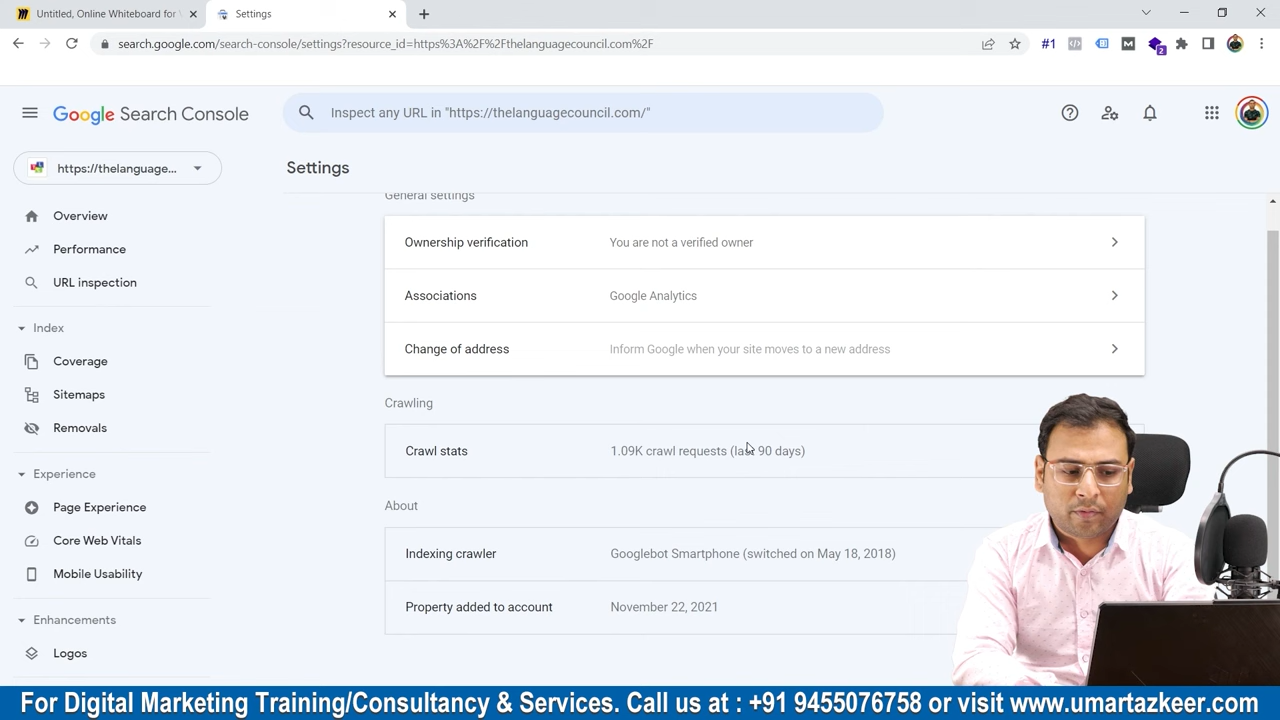 Untitled, Online Whiteboard for V
Settings
search.google.com/search-console/settings?resource_id=https%3A%2F%2Fthelanguagecouncil.com%2F
#1
M
2
Google Search Console
Inspect any URL in "https://thelanguagecouncil.com/"
https://thelanguage...
Settings
Overview
Performance
URL inspection
Index
Coverage
Sitemaps
Removals
Experience
Page Experience
Core Web Vitals
Mobile Usability
Enhancements
Logos
General settings
Ownership verification You are not a verified owner
Associations Google Analytics
Change of address Inform Google when your site moves to a new address
Crawling
Crawl stats 1.09K crawl requests (last 90 days)
About
Indexing crawler Googlebot Smartphone (switched on May 18, 2018)
Property added to account November 22, 2021
For Digital Marketing Training/Consultancy & Services. Call us at : +91 9455076758 or visit www.umartazkeer.com